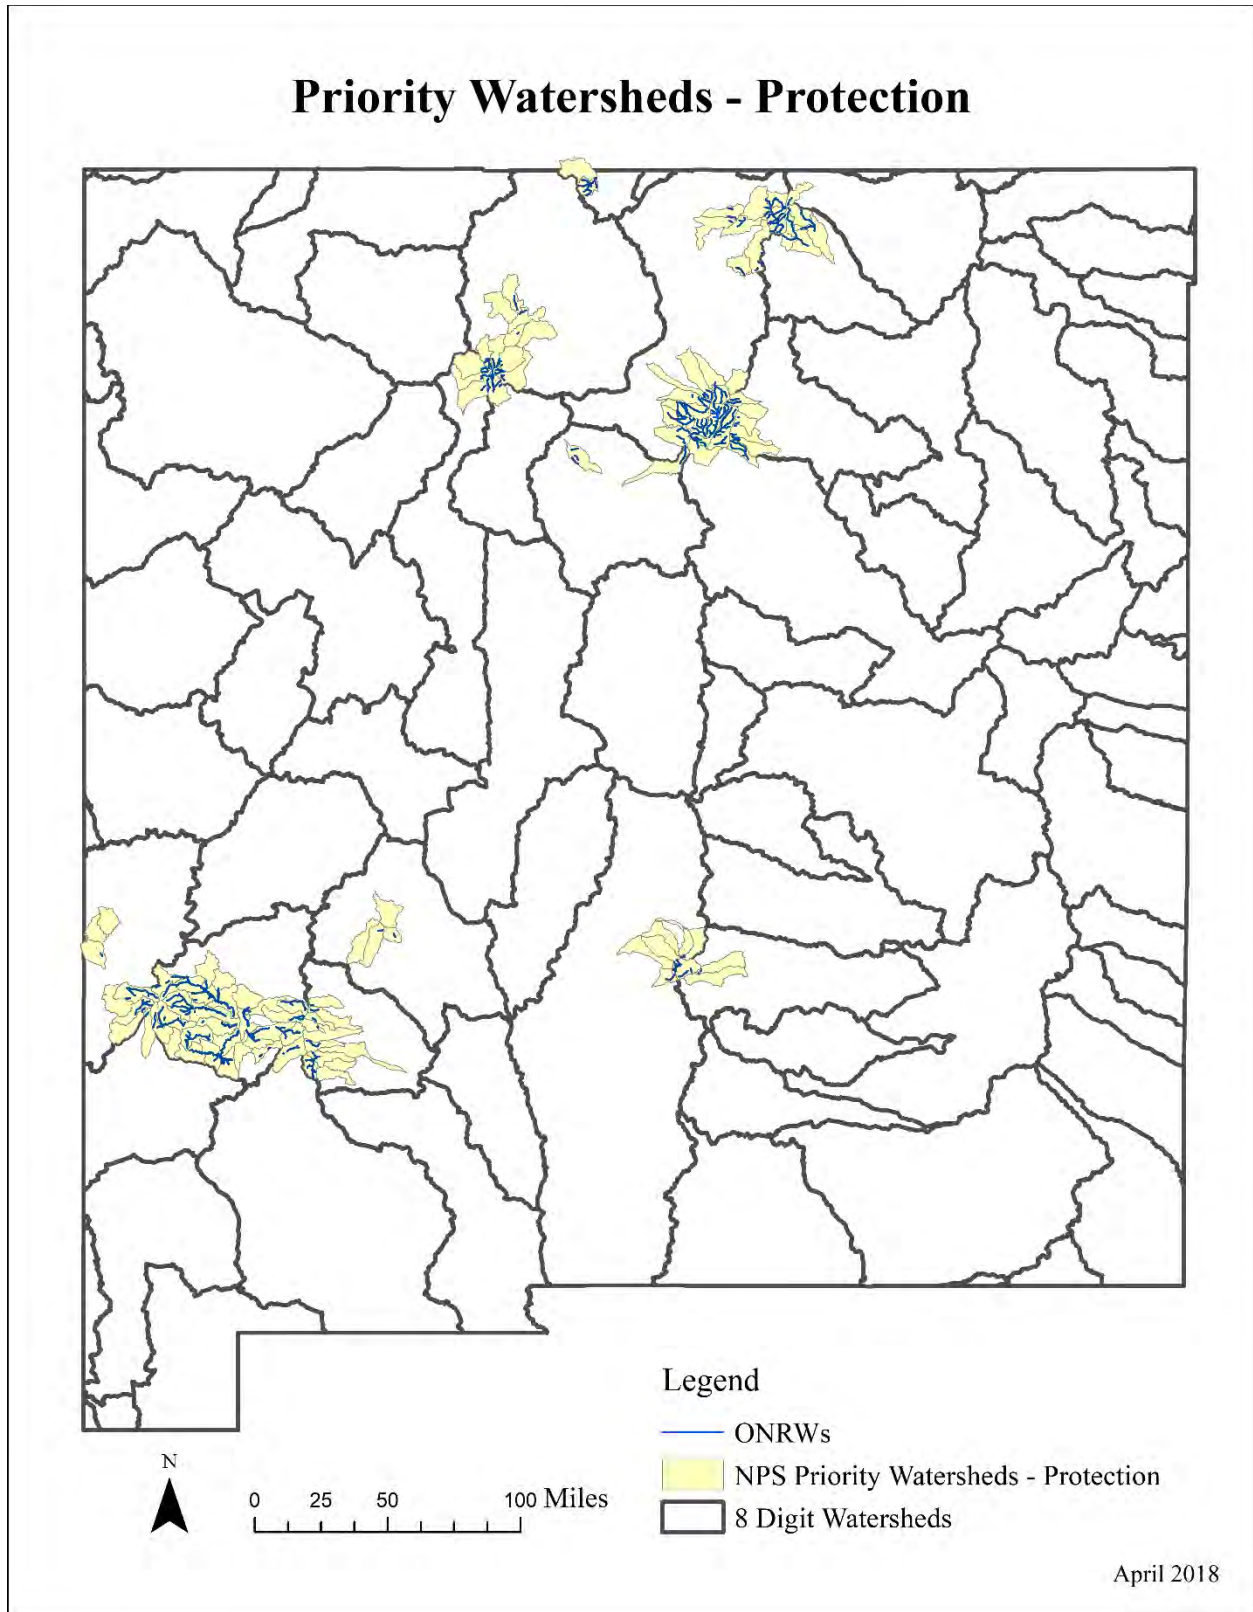 Priority Watersheds - Protection
Legend
ONRWs
NPS Priority Watersheds - Protection
8 Digit Watersheds
N
0 25 50 100 Miles
April 2018